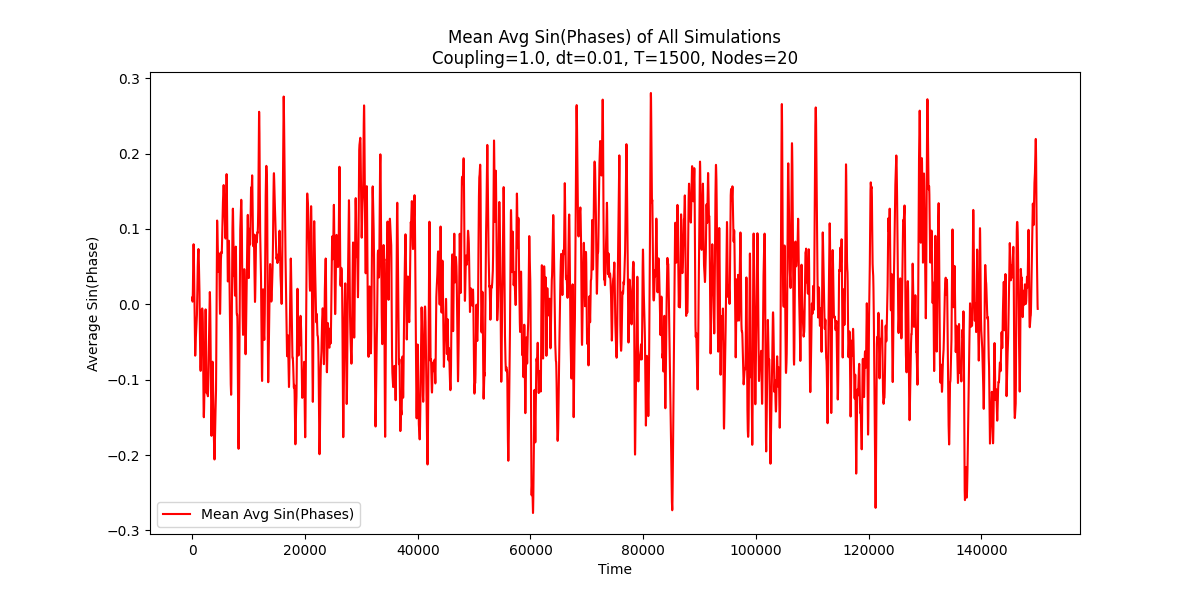 Mean Avg Sin(Phases) of All Simulations
Coupling=1.0, dt=0.01, T=1500, Nodes=20
Average Sin(Phase)
0.3
0.2
0.1
0.0
−0.1
−0.2
−0.3
Mean Avg Sin(Phases)
0 20000 40000 60000 80000 100000 120000 140000
Time